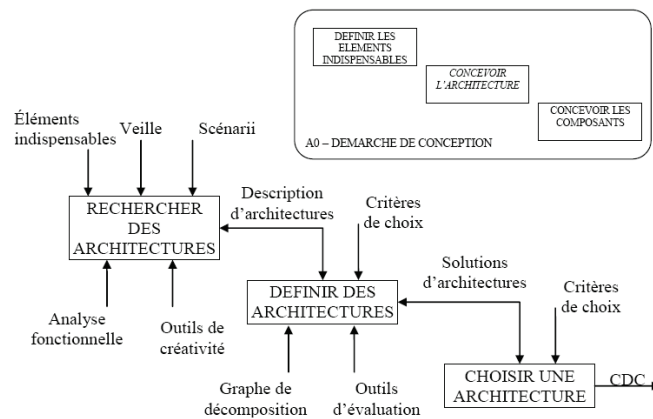 DEFINIR LES
ELEMENTS
INDISPENSABLES
CONCEVOIR
L'ARCHITECTURE
CONCEVOIR LES
COMPOSANTS
A0 – DEMARCHE DE CONCEPTION
Éléments
indispensables
Veille
Scénarii
RECHERCHER
DES
ARCHITECTURES
Description
d'architectures
Critères
de choix
Analyse
fonctionnelle
Outils de
créativité
DEFINIR DES
ARCHITECTURES
Solutions
d'architectures
Critères
de choix
Graphe de
décomposition
Outils
d'évaluation
CHOISIR UNE
ARCHITECTURE
CDC